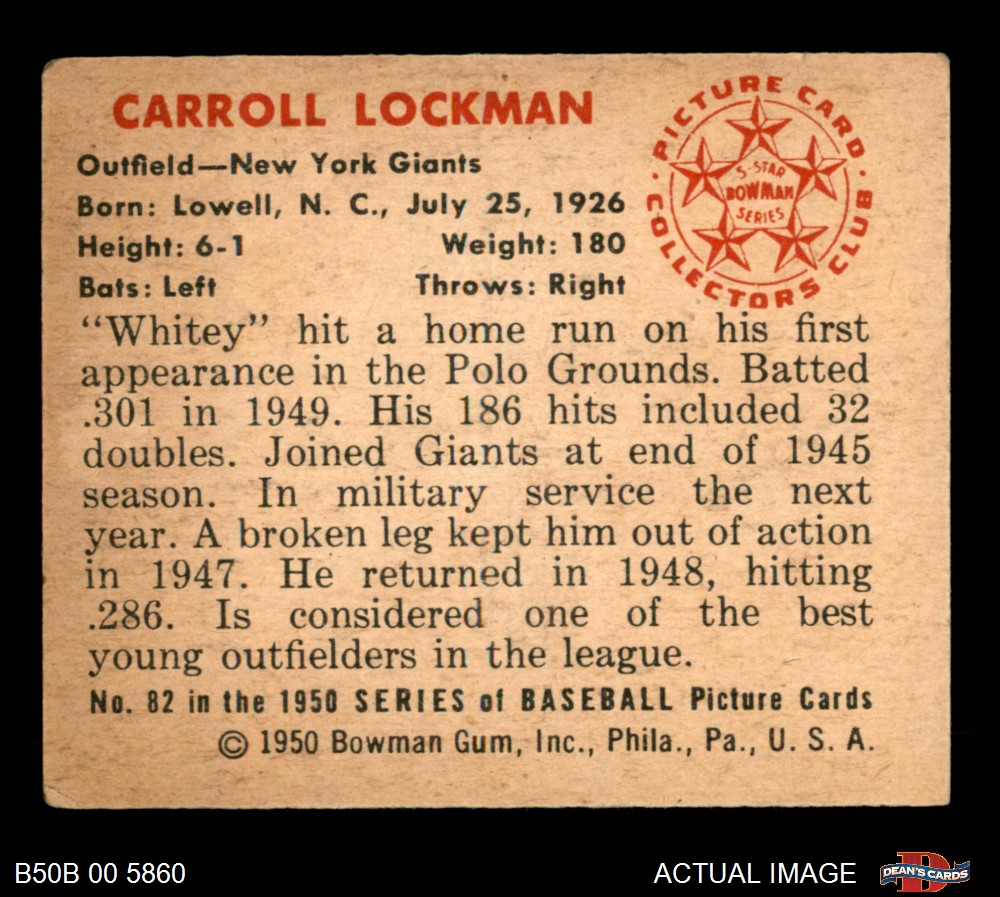 CARROLL LOCKMAN
Outfield—New York Giants
Born: Lowell, N. C., July 25, 1926
Height: 6-1 Weight: 180
Bats: Left Throws: Right
PICTURE CARD
COLLECTORS CLUB
5-STAR
BOWMAN
SERIES
“Whitey” hit a home run on his first
appearance in the Polo Grounds. Batted
.301 in 1949. His 186 hits included 32
doubles. Joined Giants at end of 1945
season. In military service the next
year. A broken leg kept him out of action
in 1947. He returned in 1948, hitting
.286. Is considered one of the best
young outfielders in the league.
No. 82 in the 1950 SERIES of BASEBALL Picture Cards
© 1950 Bowman Gum, Inc., Phila., Pa., U. S. A.
B50B 00 5860
ACTUAL IMAGE
D
DEAN'S CARDS